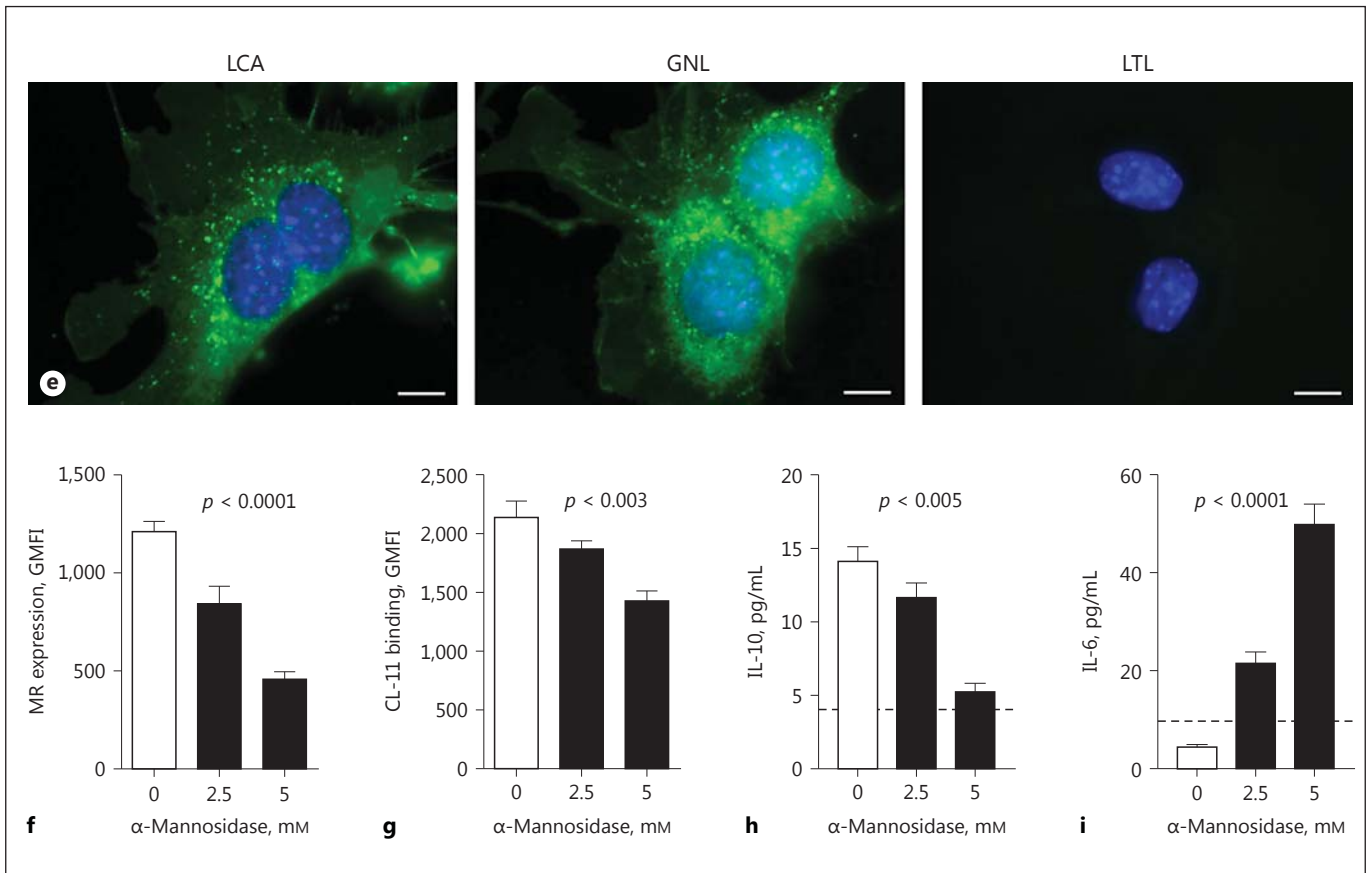 LCA
GNL
LTL
e
MR expression, GMFI
1,500
1,000
500
0
p < 0.0001
0
2.5
5
α-Mannosidase, mM
f
CL-11 binding, GMFI
2,500
2,000
1,500
1,000
500
0
p < 0.003
0
2.5
5
α-Mannosidase, mM
g
IL-10, pg/mL
20
15
10
5
0
p < 0.005
0
2.5
5
α-Mannosidase, mM
h
IL-6, pg/mL
60
40
20
0
p < 0.0001
0
2.5
5
α-Mannosidase, mM
i